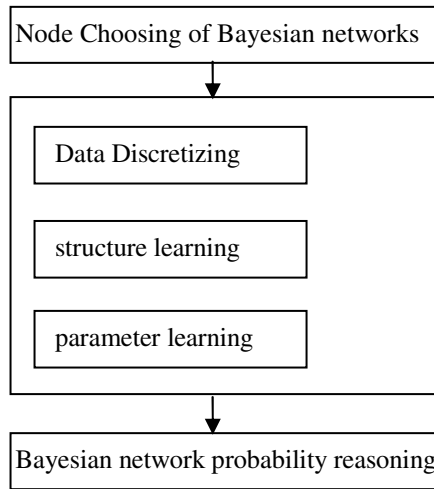 Node Choosing of Bayesian networks
Data Discretizing
structure learning
parameter learning
Bayesian network probability reasoning